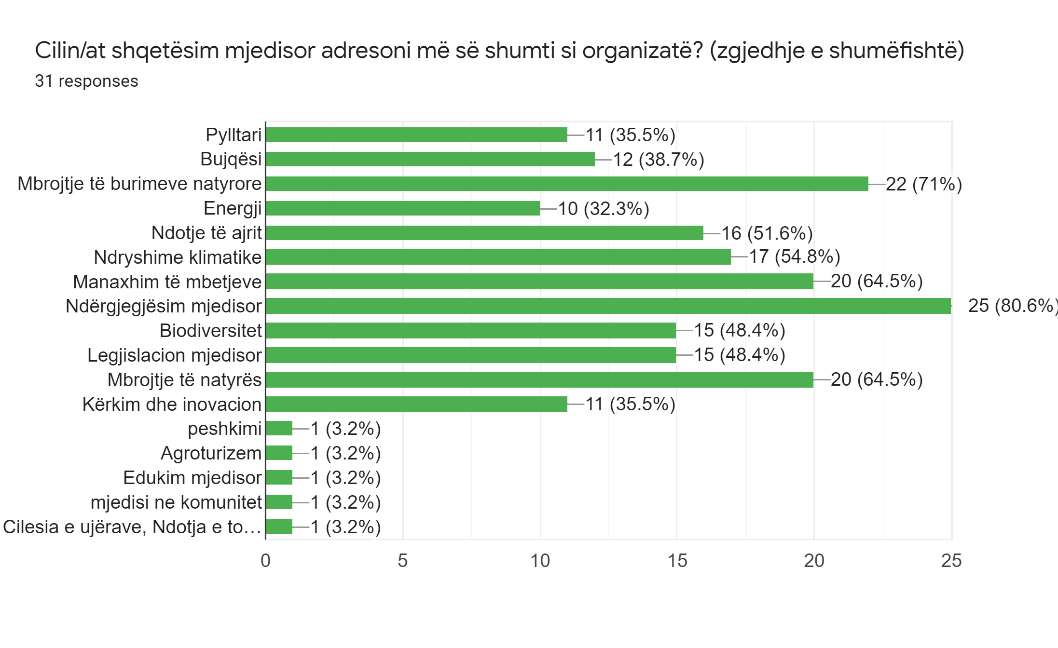 Cilin/at shqetësim mjedisor adresoni më së shumti si organizatë? (zgjedhje e shumëfishtë)
31 responses
Pylltari 11 (35.5%)
Bujqësi 12 (38.7%)
Mbrojtje të burimeve natyrore 22 (71%)
Energji 10 (32.3%)
Ndotje të ajrit 16 (51.6%)
Ndryshime klimatike 17 (54.8%)
Manaxhim të mbetjeve 20 (64.5%)
Ndërgjegjësim mjedisor 25 (80.6%)
Biodiversitet 15 (48.4%)
Legjislacion mjedisor 15 (48.4%)
Mbrojtje të natyrës 20 (64.5%)
Kërkim dhe inovacion 11 (35.5%)
peshkimi 1 (3.2%)
Agroturizem 1 (3.2%)
Edukim mjedisor 1 (3.2%)
mjedisi ne komunitet 1 (3.2%)
Cilesia e ujërave, Ndotja e to… 1 (3.2%)
0 5 10 15 20 25